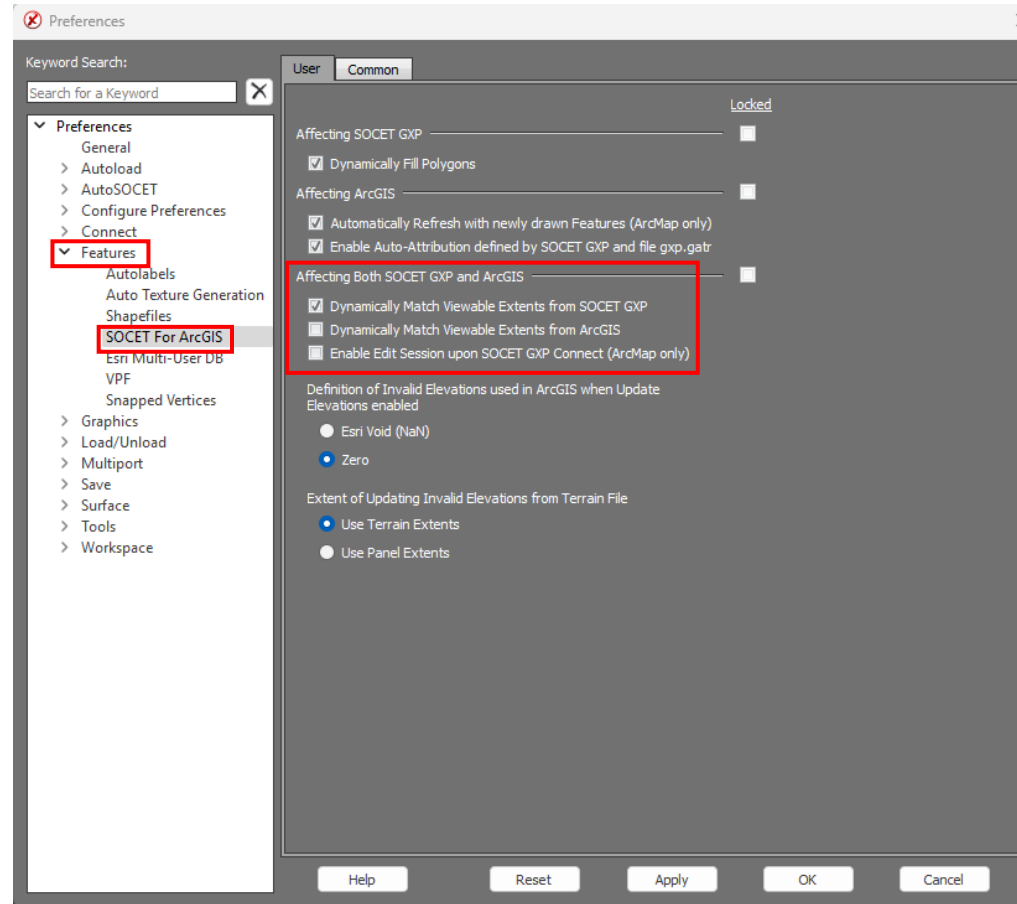 Preferences
Keyword Search:
Search for a Keyword
Preferences
General
Autoload
AutoSOCET
Configure Preferences
Connect
Features
Autolabels
Auto Texture Generation
Shapefiles
SOCET For ArcGIS
Esri Multi-User DB
VPF
Snapped Vertices
Graphics
Load/Unload
Multiport
Save
Surface
Tools
Workspace
User
Common
Locked
Affecting SOCET GXP
Dynamically Fill Polygons
Affecting ArcGIS
Automatically Refresh with newly drawn Features (ArcMap only)
Enable Auto-Attribution defined by SOCET GXP and file gxp.gatr
Affecting Both SOCET GXP and ArcGIS
Dynamically Match Viewable Extents from SOCET GXP
Dynamically Match Viewable Extents from ArcGIS
Enable Edit Session upon SOCET GXP Connect (ArcMap only)
Definition of Invalid Elevations used in ArcGIS when Update
Elevations enabled
Esri Void (NaN)
Zero
Extent of Updating Invalid Elevations from Terrain File
Use Terrain Extents
Use Panel Extents
Help
Reset
Apply
OK
Cancel